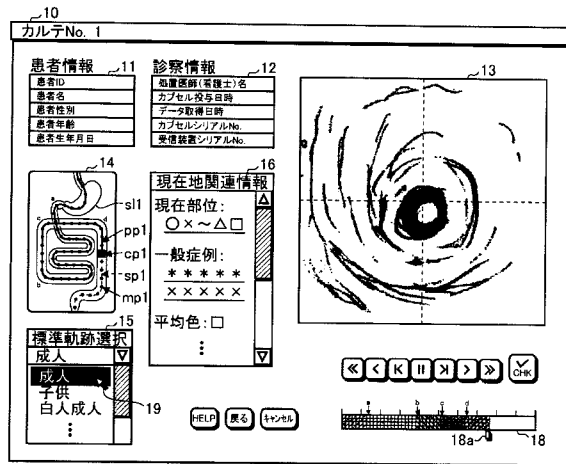 10
カルテNo. 1
患者情報 11
患者ID
患者名
患者性別
患者年齢
患者生年月日
診察情報 12
処置医師(看護士)名
カプセル投与日時
データ取得日時
カプセルシリアルNo.
受信装置シリアルNo.
13
14
a
c
d
b
sl1
pp1
cp1
sp1
mp1
16
現在地関連情報
現在部位:
○×~△□
一般症例:
*****
×××××
平均色:□
⋮
15
標準軌跡選択
成人
成人
子供
白人成人
⋮
19
HELP 戻る キャンセル
CHK
a b c d
18a 18